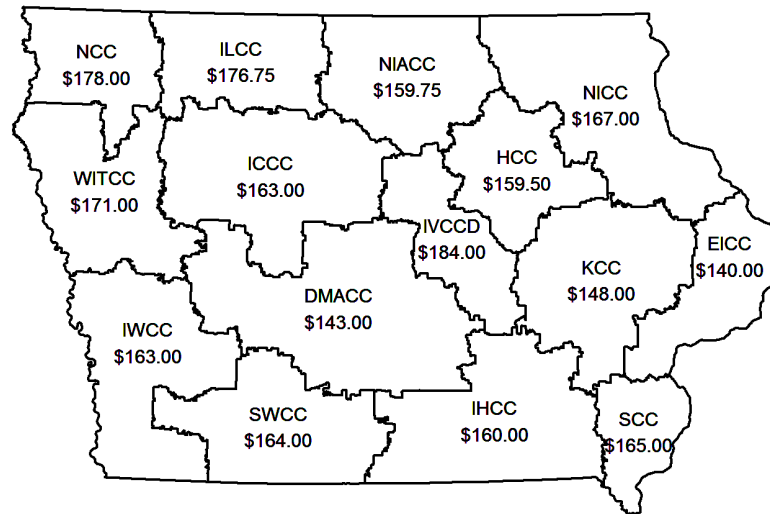 NCC
$178.00
ILCC
$176.75
NIACC
$159.75
NICC
$167.00
WITCC
$171.00
ICCC
$163.00
HCC
$159.50
IVCCD
$184.00
EICC
$140.00
KCC
$148.00
DMACC
$143.00
IWCC
$163.00
SWCC
$164.00
IHCC
$160.00
SCC
$165.00